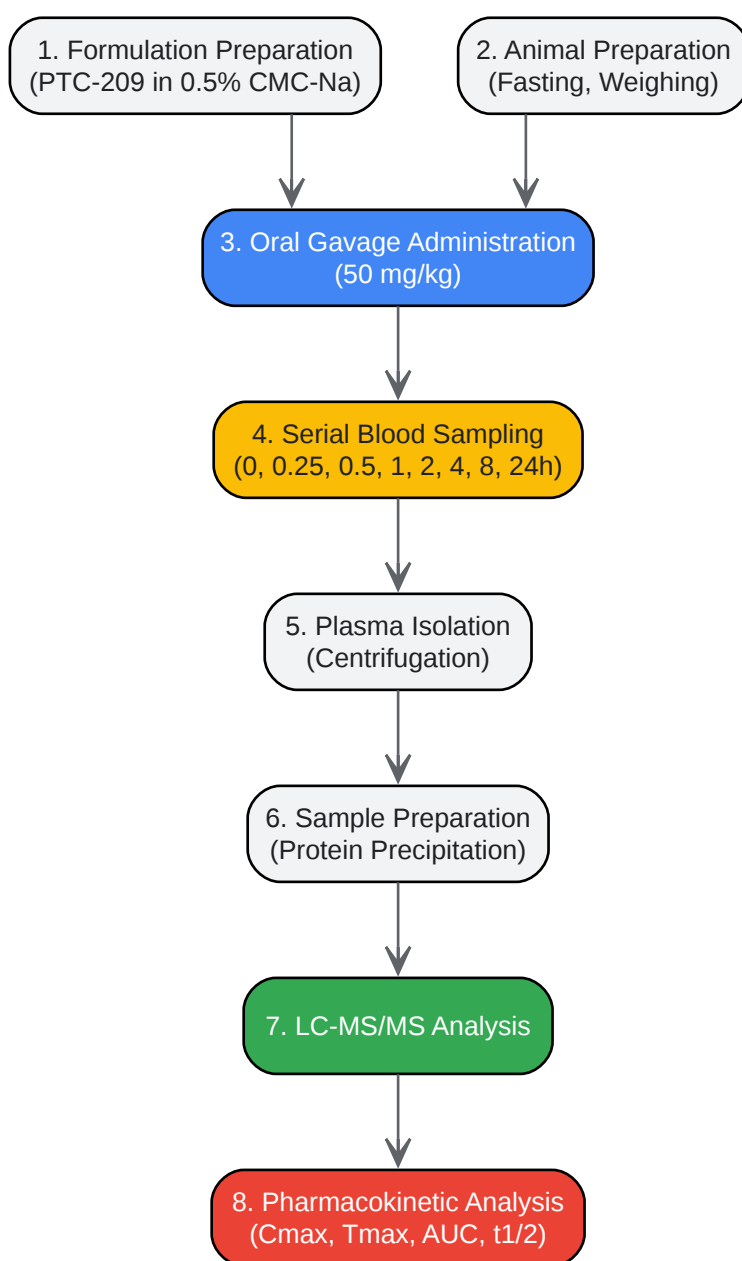 1. Formulation Preparation
(PTC-209 in 0.5% CMC-Na)
2. Animal Preparation
(Fasting, Weighing)
3. Oral Gavage Administration
(50 mg/kg)
4. Serial Blood Sampling
(0, 0.25, 0.5, 1, 2, 4, 8, 24h)
5. Plasma Isolation
(Centrifugation)
6. Sample Preparation
(Protein Precipitation)
7. LC-MS/MS Analysis
8. Pharmacokinetic Analysis
(Cmax, Tmax, AUC, t1/2)